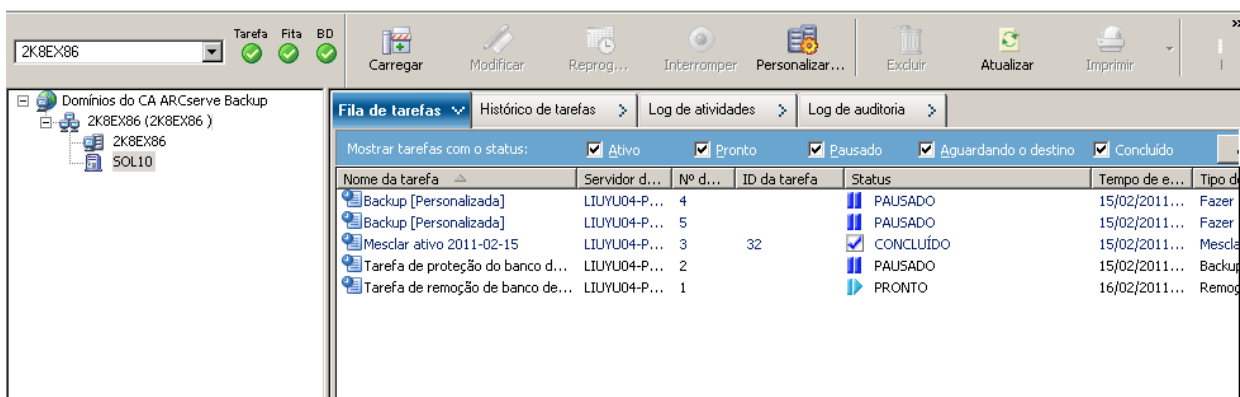 2K8EX86
Tarefa Fita BD
Carregar Modificar Reprog... Interromper Personalizar... Excluir Atualizar Imprimir
Domínios do CA ARCserve Backup
2K8EX86 (2K8EX86 )
2K8EX86
SOL10
Fila de tarefas Histórico de tarefas Log de atividades Log de auditoria
Mostrar tarefas com o status: Ativo Pronto Pausado Aguardando o destino Concluído
Nome da tarefa Servidor d... Nº d... ID da tarefa Status Tempo de e... Tipo de
Backup [Personalizada] LIUYU04-P... 4 PAUSADO 15/02/2011... Fazer
Backup [Personalizada] LIUYU04-P... 5 PAUSADO 15/02/2011... Fazer
Mesclar ativo 2011-02-15 LIUYU04-P... 3 32 CONCLUÍDO 15/02/2011... Mescla
Tarefa de proteção do banco d... LIUYU04-P... 2 PAUSADO 15/02/2011... Backup
Tarefa de remoção de banco de... LIUYU04-P... 1 PRONTO 16/02/2011... Remoç